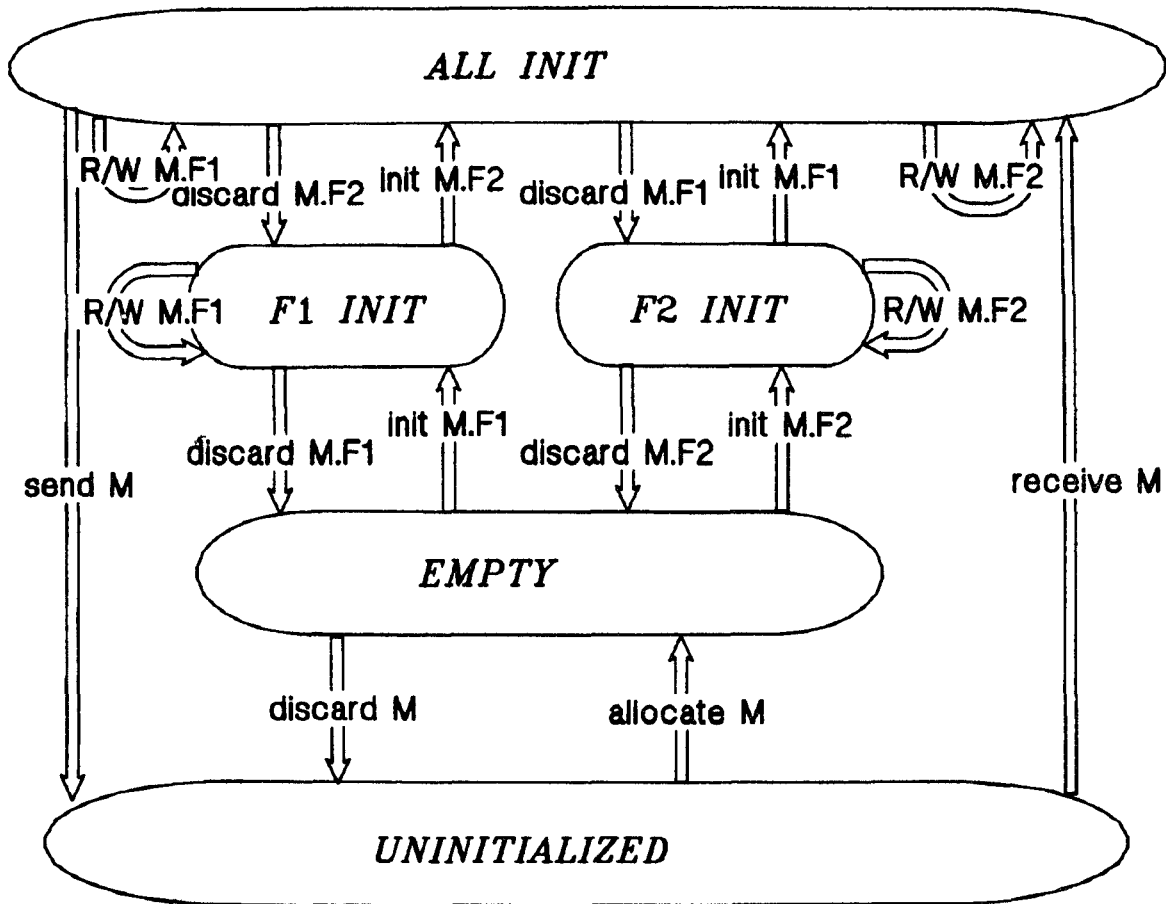 ALL INIT
R/W M.F1
discard M.F2
init M.F2
discard M.F1
init M.F1
R/W M.F2
R/W M.F1
F1 INIT
F2 INIT
R/W M.F2
discard M.F1
init M.F1
discard M.F2
init M.F2
send M
receive M
EMPTY
discard M
allocate M
UNINITIALIZED